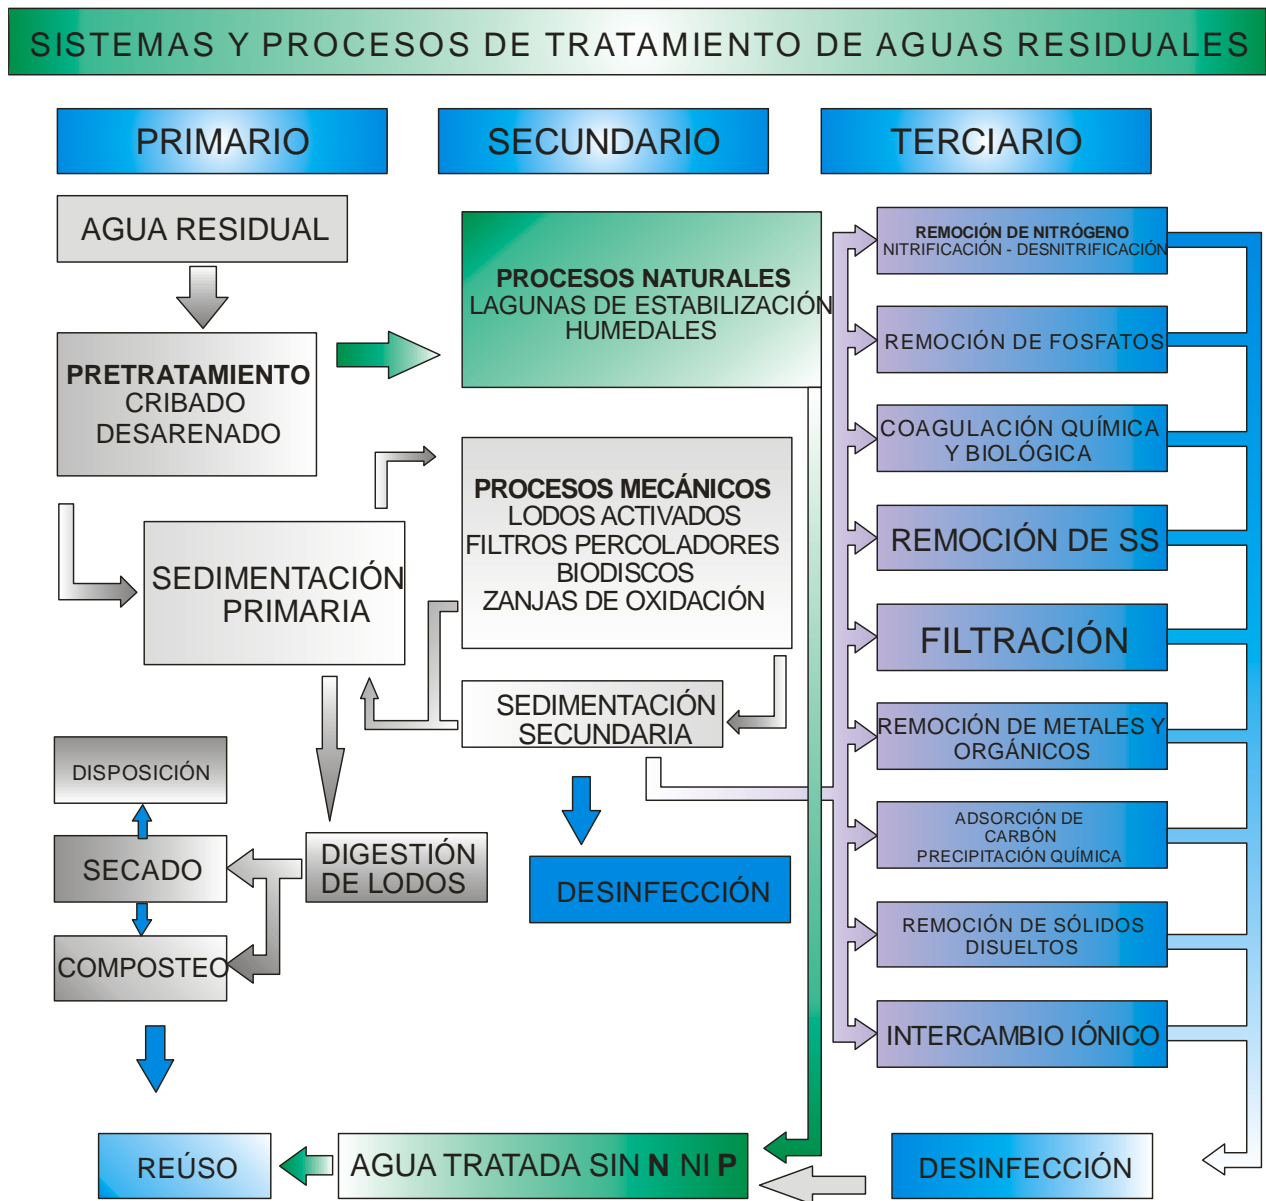 SISTEMAS Y PROCESOS DE TRATAMIENTO DE AGUAS RESIDUALES
PRIMARIO
SECUNDARIO
TERCIARIO
AGUA RESIDUAL
PRETRATAMIENTO
CRIBADO
DESARENADO
SEDIMENTACIÓN
PRIMARIA
DISPOSICIÓN
SECADO
COMPOSTEO
DIGESTIÓN
DE LODOS
PROCESOS NATURALES
LAGUNAS DE ESTABILIZACIÓN
HUMEDALES
PROCESOS MECÁNICOS
LODOS ACTIVADOS
FILTROS PERCOLADORES
BIODISCOS
ZANJAS DE OXIDACIÓN
SEDIMENTACIÓN
SECUNDARIA
DESINFECCIÓN
REMOCIÓN DE NITRÓGENO
NITRIFICACIÓN - DESNITRIFICACIÓN
REMOCIÓN DE FOSFATOS
COAGULACIÓN QUÍMICA
Y BIOLÓGICA
REMOCIÓN DE SS
FILTRACIÓN
REMOCIÓN DE METALES Y
ORGÁNICOS
ADSORCIÓN DE
CARBÓN
PRECIPITACIÓN QUÍMICA
REMOCIÓN DE SÓLIDOS
DISUELTOS
INTERCAMBIO IÓNICO
REÚSO
AGUA TRATADA SIN N NI P
DESINFECCIÓN